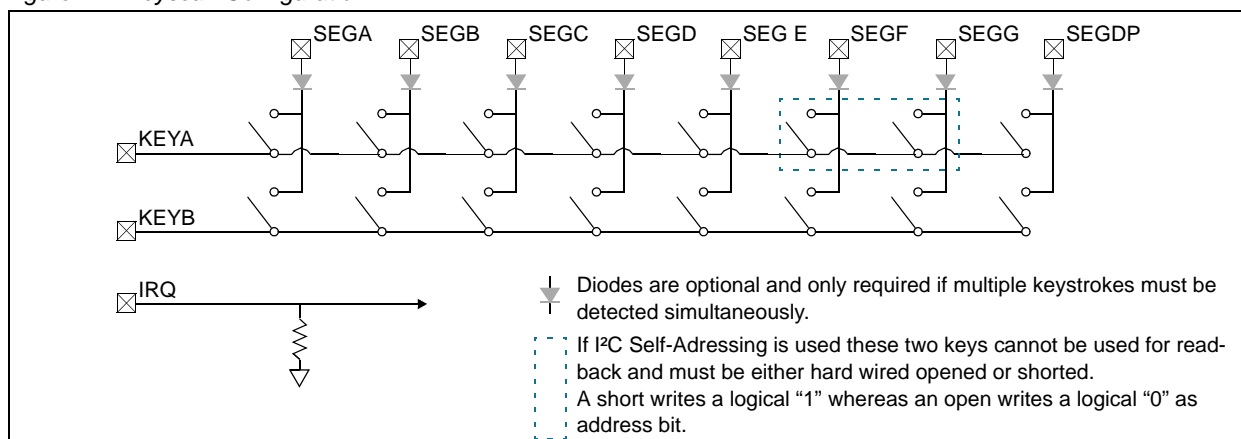 SEGA SEGB SEGC SEGD SEG E SEGF SEGG SEGDP
KEYA
KEYB
IRQ
Diodes are optional and only required if multiple keystrokes must be
detected simultaneously.
If I²C Self-Adressing is used these two keys cannot be used for read-
back and must be either hard wired opened or shorted.
A short writes a logical “1” whereas an open writes a logical “0” as
address bit.